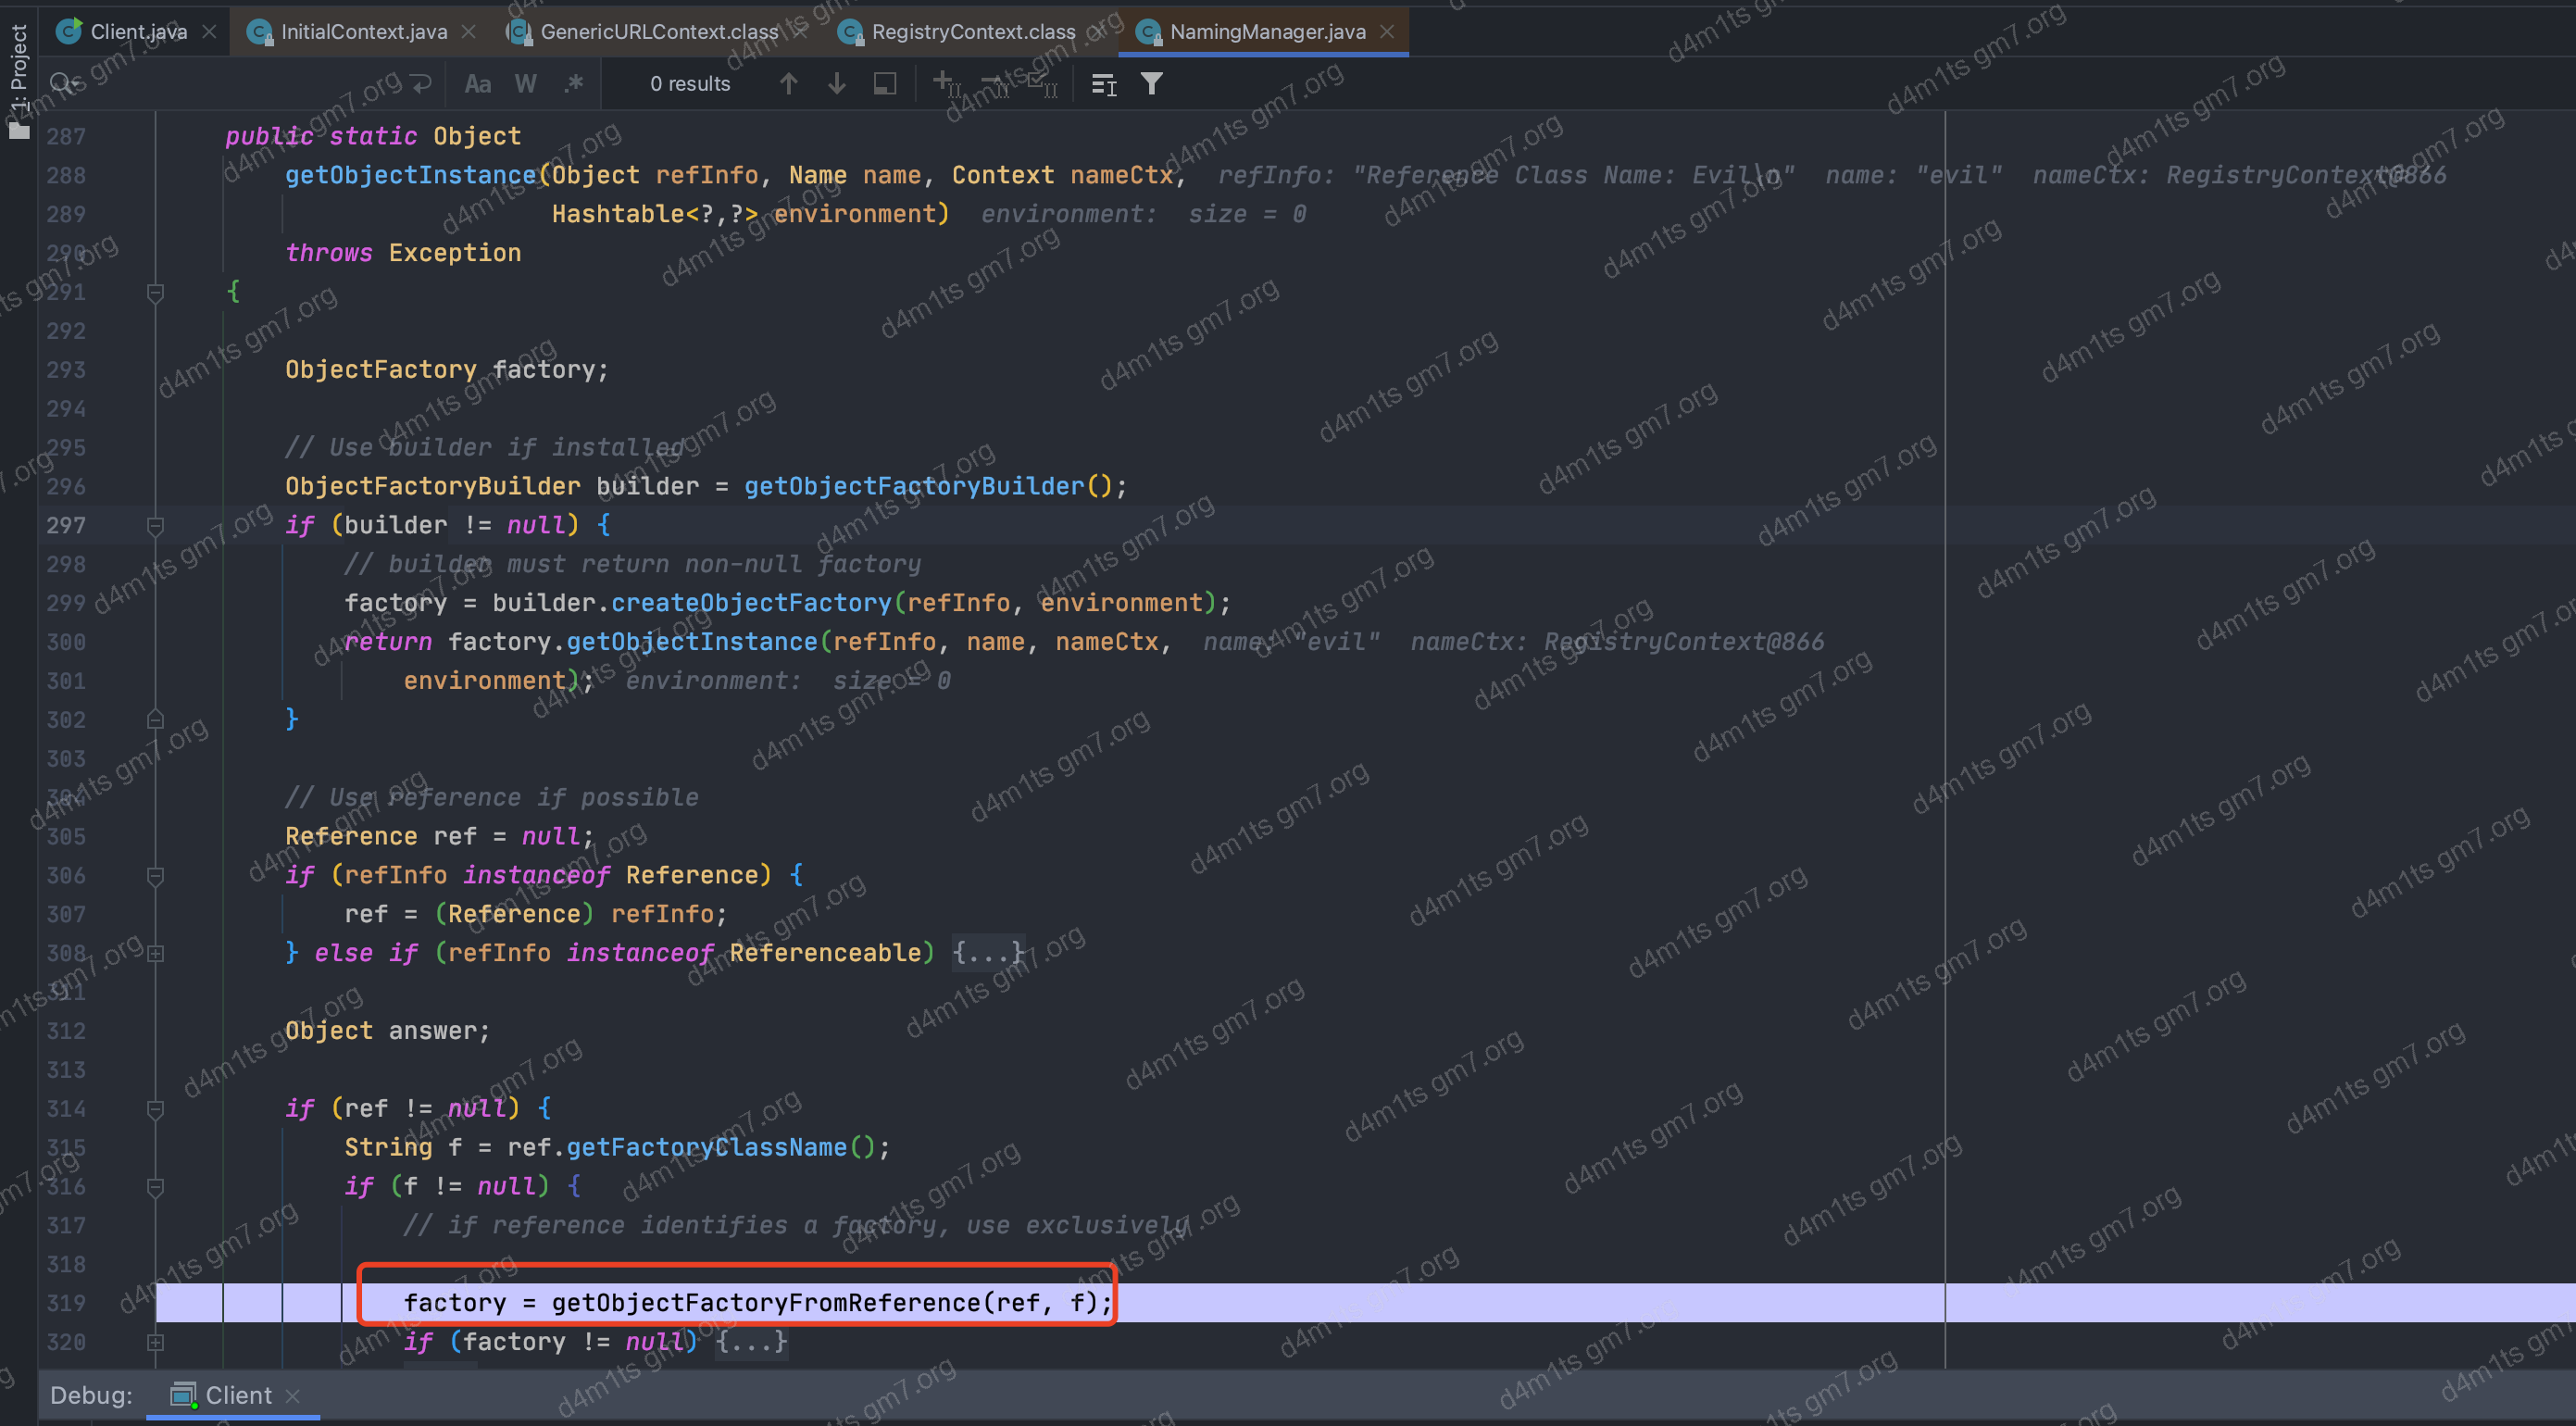 Client.java InitialContext.java GenericURLContext.class RegistryContext.class NamingManager.java
1: Project
Aa W .* 0 results
287 public static Object
288 getObjectInstance(Object refInfo, Name name, Context nameCtx, refInfo: "Reference Class Name: Evil\n" name: "evil" nameCtx: RegistryContext@866
289 Hashtable<?,?> environment) environment: size = 0
290 throws Exception
291 {
292
293 ObjectFactory factory;
294
295 // Use builder if installed
296 ObjectFactoryBuilder builder = getObjectFactoryBuilder();
297 if (builder != null) {
298 // builder must return non-null factory
299 factory = builder.createObjectFactory(refInfo, environment);
300 return factory.getObjectInstance(refInfo, name, nameCtx, name: "evil" nameCtx: RegistryContext@866
301 environment); environment: size = 0
302 }
303
304 // Use reference if possible
305 Reference ref = null;
306 if (refInfo instanceof Reference) {
307 ref = (Reference) refInfo;
308 } else if (refInfo instanceof Referenceable) {...}
311
312 Object answer;
313
314 if (ref != null) {
315 String f = ref.getFactoryClassName();
316 if (f != null) {
317 // if reference identifies a factory, use exclusively
318
319 factory = getObjectFactoryFromReference(ref, f);
320 if (factory != null) {...}
Debug: Client
d4m1ts gm7.org